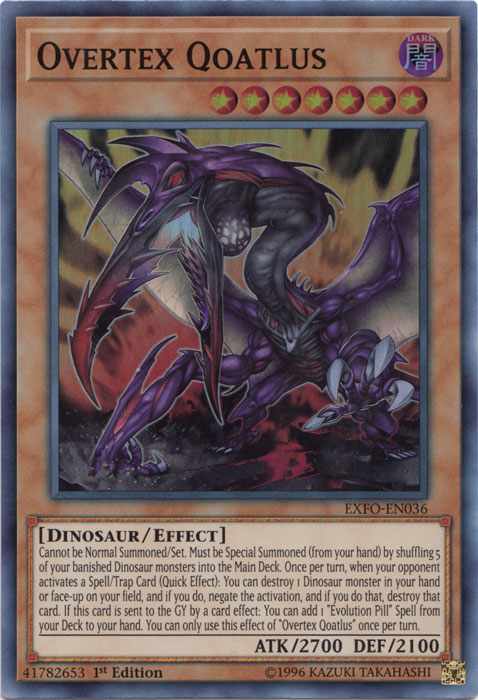 OVERTEX QOATLUS
DARK
闇
EXFO-EN036
[DINOSAUR/EFFECT]
Cannot be Normal Summoned/Set. Must be Special Summoned (from your hand) by shuffling 5
of your banished Dinosaur monsters into the Main Deck. Once per turn, when your opponent
activates a Spell/Trap Card (Quick Effect): You can destroy 1 Dinosaur monster in your hand
or face-up on your field, and if you do, negate the activation, and if you do that, destroy that
card. If this card is sent to the GY by a card effect: You can add 1 "Evolution Pill" Spell from
your Deck to your hand. You can only use this effect of "Overtex Qoatlus" once per turn.
ATK/2700 DEF/2100
41782653 1st Edition ©1996 KAZUKI TAKAHASHI